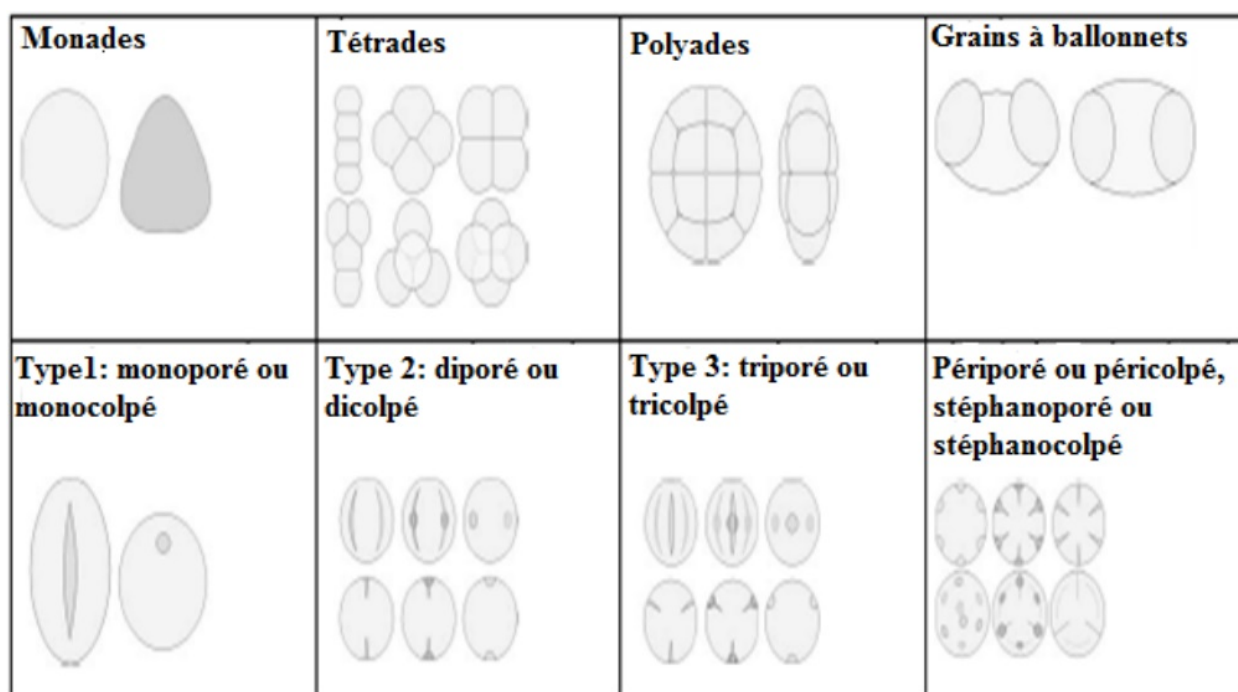 Monades
Tétrades
Polyades
Grains à ballonnets
Type1: monoporé ou
monocolpé
Type 2: diporé ou
dicolpé
Type 3: triporé ou
tricolpé
Périporé ou péricolpé,
stéphanoporé ou
stéphanocolpé